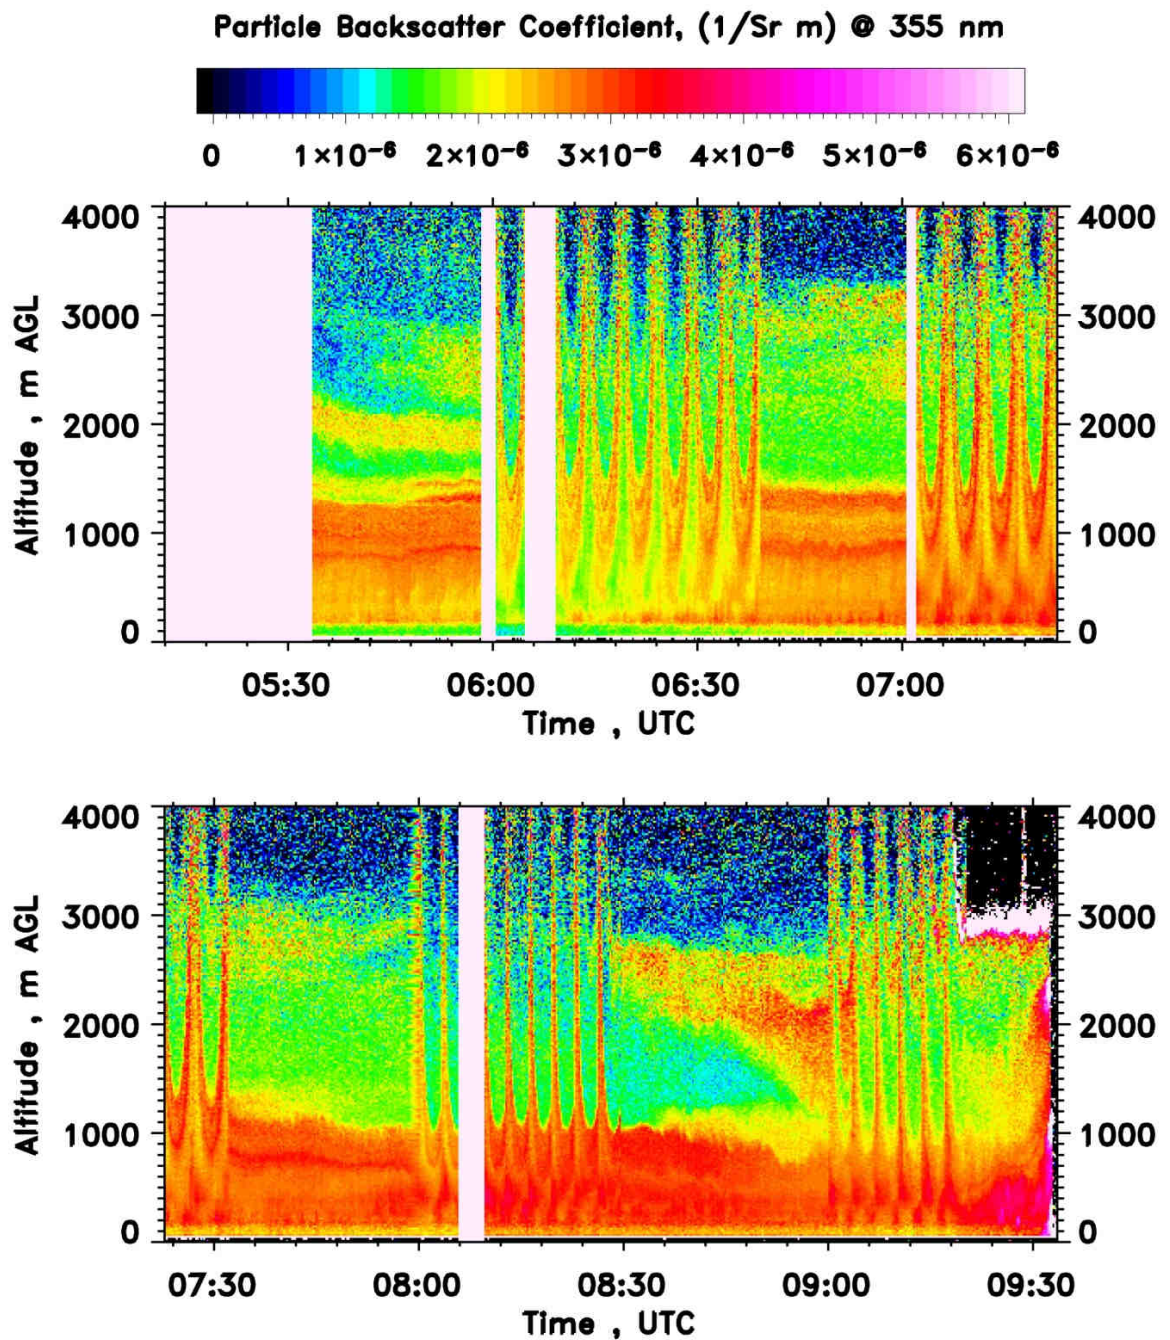 Particle Backscatter Coefficient, (1/Sr m) @ 355 nm
0 1×10⁻⁶ 2×10⁻⁶ 3×10⁻⁶ 4×10⁻⁶ 5×10⁻⁶ 6×10⁻⁶
4000 4000
3000 3000
2000 2000
1000 1000
0 0
Altitude , m AGL
05:30 06:00 06:30 07:00
Time , UTC
4000 4000
3000 3000
2000 2000
1000 1000
0 0
Altitude , m AGL
07:30 08:00 08:30 09:00 09:30
Time , UTC